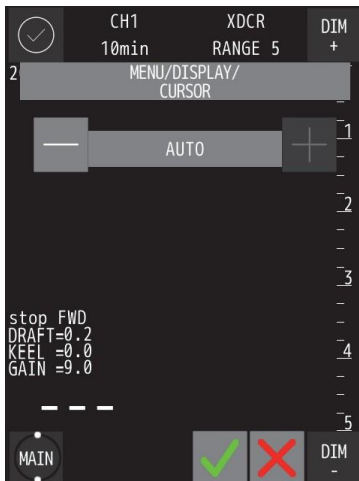 CH1
10min
XDCR
RANGE 5
DIM
+
2
MENU/DISPLAY/
CURSOR
AUTO
1
2
3
stop FWD
DRAFT=0.2
KEEL =0.0
GAIN =9.0
4
– – –
5
MAIN
DIM
-